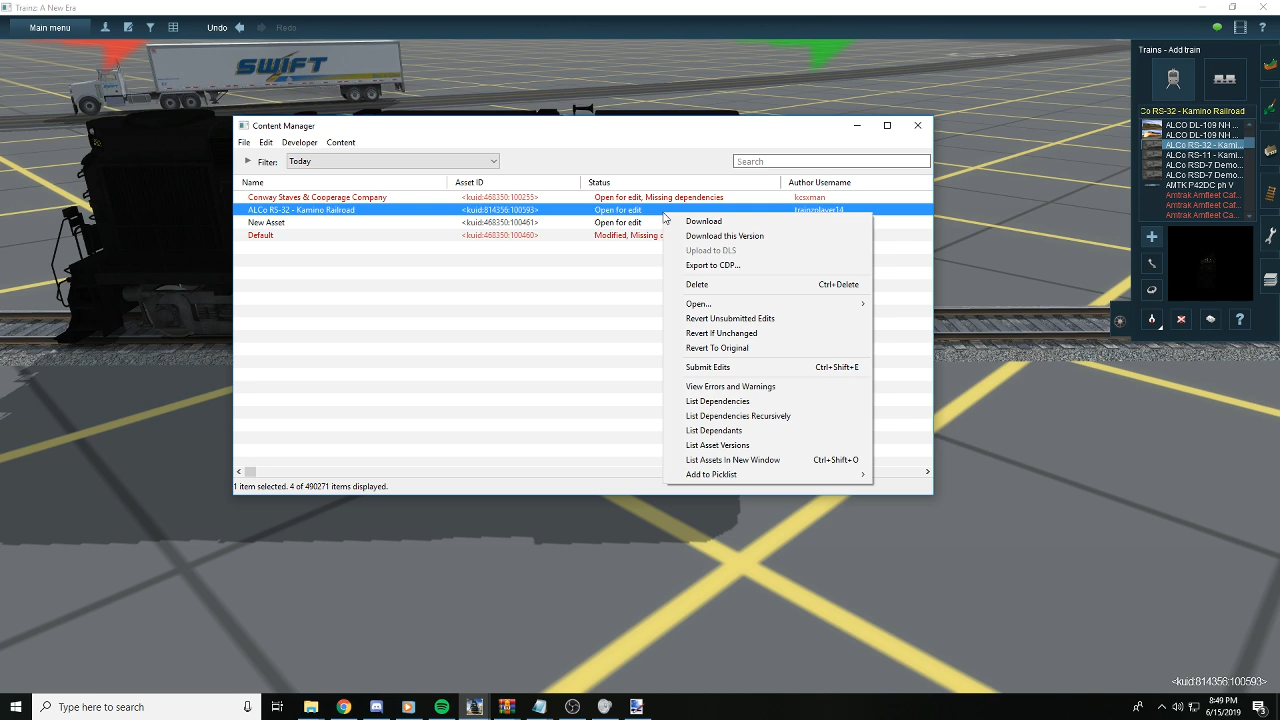 Trainz: A New Era
Main menu
Undo
Redo
Trains - Add train
SWIFT
Co RS-32 - Kamino Railroad
ALCO DL-109 NH ...
ALCO DL-109 NH ...
ALCo RS-32 - Kami...
ALCo RS-11 - Kami...
ALCo RSD-7 Demo...
ALCo RSD-7 Demo...
AMTK P42DC ph V
Amtrak Amfleet Caf...
Amtrak Amfleet Caf...
Amtrak Amfleet Caf...
Content Manager
File Edit Developer Content
Filter: Today
Search
Name Asset ID Status Author Username
Conway Staves & Cooperage Company <kuid:468350:100255> Open for edit, Missing dependencies kcsxman
ALCo RS-32 - Kamino Railroad <kuid:814356:100593> Open for edit trainzplayer14
New Asset <kuid:468350:100461> Open for edit
Default <kuid:468350:100460> Modified, Missing
Download
Download this Version
Upload to DLS
Export to CDP...
Delete Ctrl+Delete
Open...
Revert Unsubmitted Edits
Revert If Unchanged
Revert To Original
Submit Edits Ctrl+Shift+E
View Errors and Warnings
List Dependencies
List Dependencies Recursively
List Dependants
List Asset Versions
List Assets In New Window Ctrl+Shift+O
Add to Picklist
1 item selected. 4 of 490271 items displayed.
<kuid:814356:100593>
Type here to search
8:49 PM
6/15/2019
3